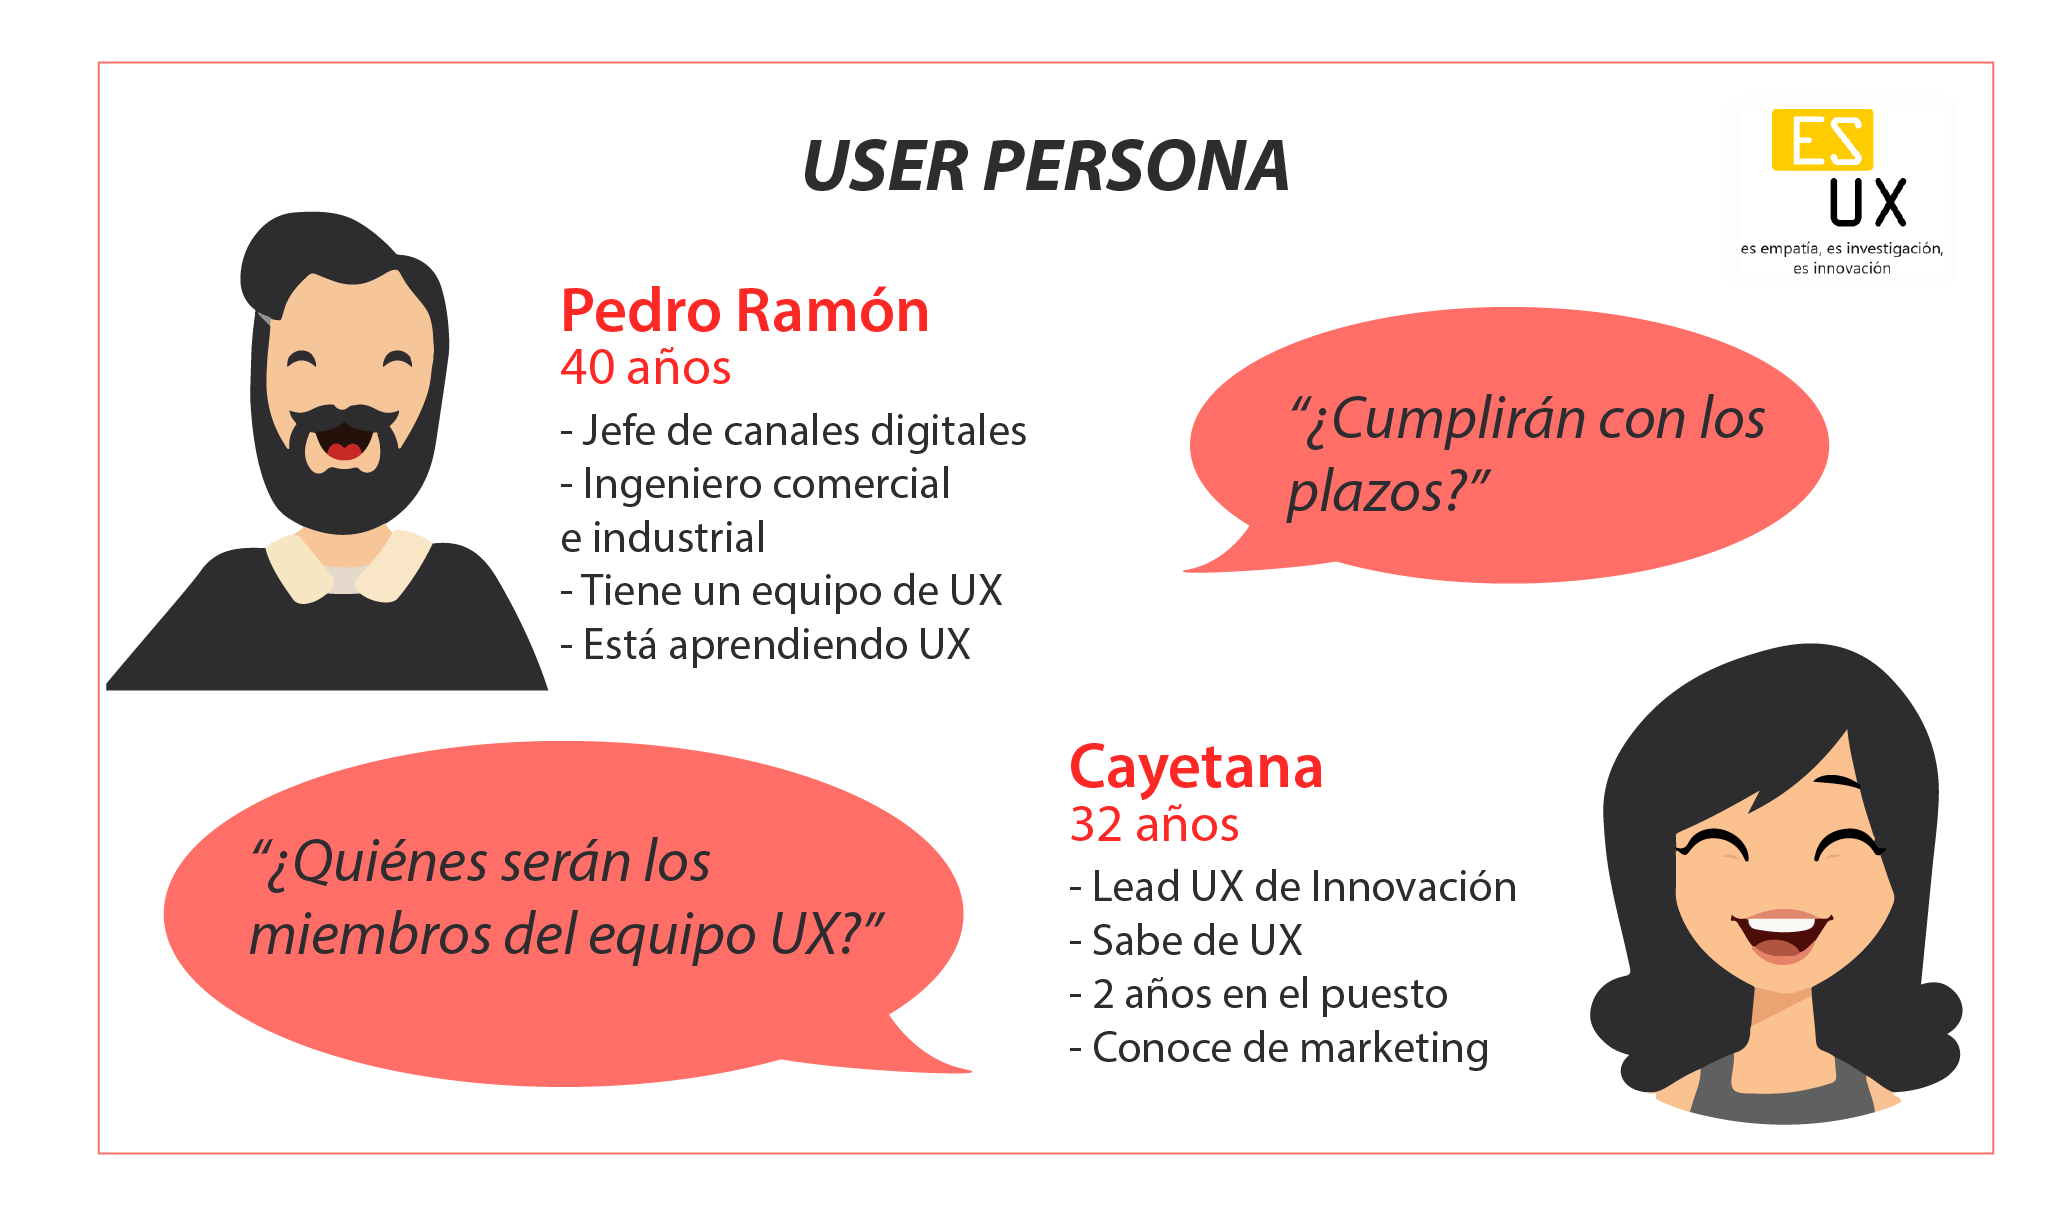 USER PERSONA
ES
UX
es empatía, es investigación,
es innovación
Pedro Ramón
40 años
- Jefe de canales digitales
- Ingeniero comercial
e industrial
- Tiene un equipo de UX
- Está aprendiendo UX
“¿Cumplirán con los
plazos?”
“¿Quiénes serán los
miembros del equipo UX?”
Cayetana
32 años
- Lead UX de Innovación
- Sabe de UX
- 2 años en el puesto
- Conoce de marketing